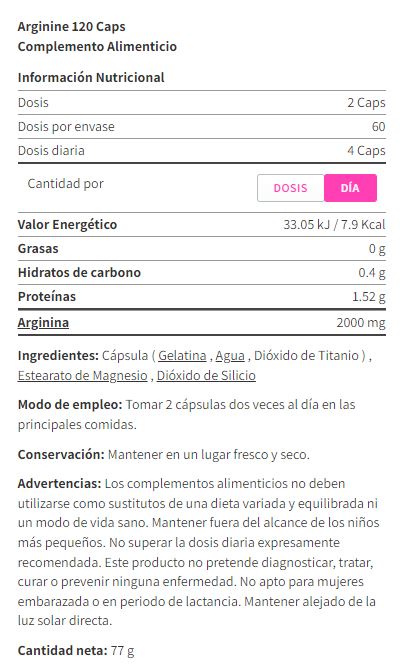 Arginine 120 Caps
Complemento Alimenticio
Información Nutricional
Dosis 2 Caps
Dosis por envase 60
Dosis diaria 4 Caps
Cantidad por DOSIS DÍA
Valor Energético 33.05 kJ / 7.9 Kcal
Grasas 0 g
Hidratos de carbono 0.4 g
Proteínas 1.52 g
Arginina 2000 mg
Ingredientes: Cápsula ( Gelatina , Agua , Dióxido de Titanio ) ,
Estearato de Magnesio , Dióxido de Silicio
Modo de empleo: Tomar 2 cápsulas dos veces al día en las
principales comidas.
Conservación: Mantener en un lugar fresco y seco.
Advertencias: Los complementos alimenticios no deben
utilizarse como sustitutos de una dieta variada y equilibrada ni
un modo de vida sano. Mantener fuera del alcance de los niños
más pequeños. No superar la dosis diaria expresamente
recomendada. Este producto no pretende diagnosticar, tratar,
curar o prevenir ninguna enfermedad. No apto para mujeres
embarazada o en periodo de lactancia. Mantener alejado de la
luz solar directa.
Cantidad neta: 77 g